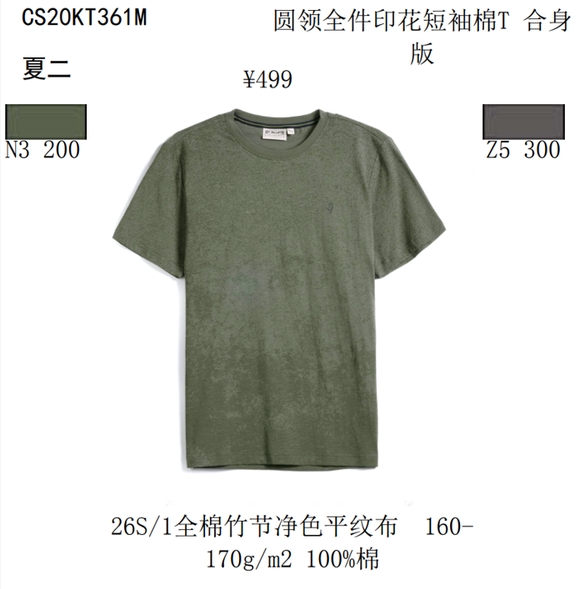 CS20KT361M
圆领全件印花短袖棉T 合身
版
夏二
¥499
N3 200
Z5 300
26S/1全棉竹节净色平纹布 160-
170g/m2 100%棉